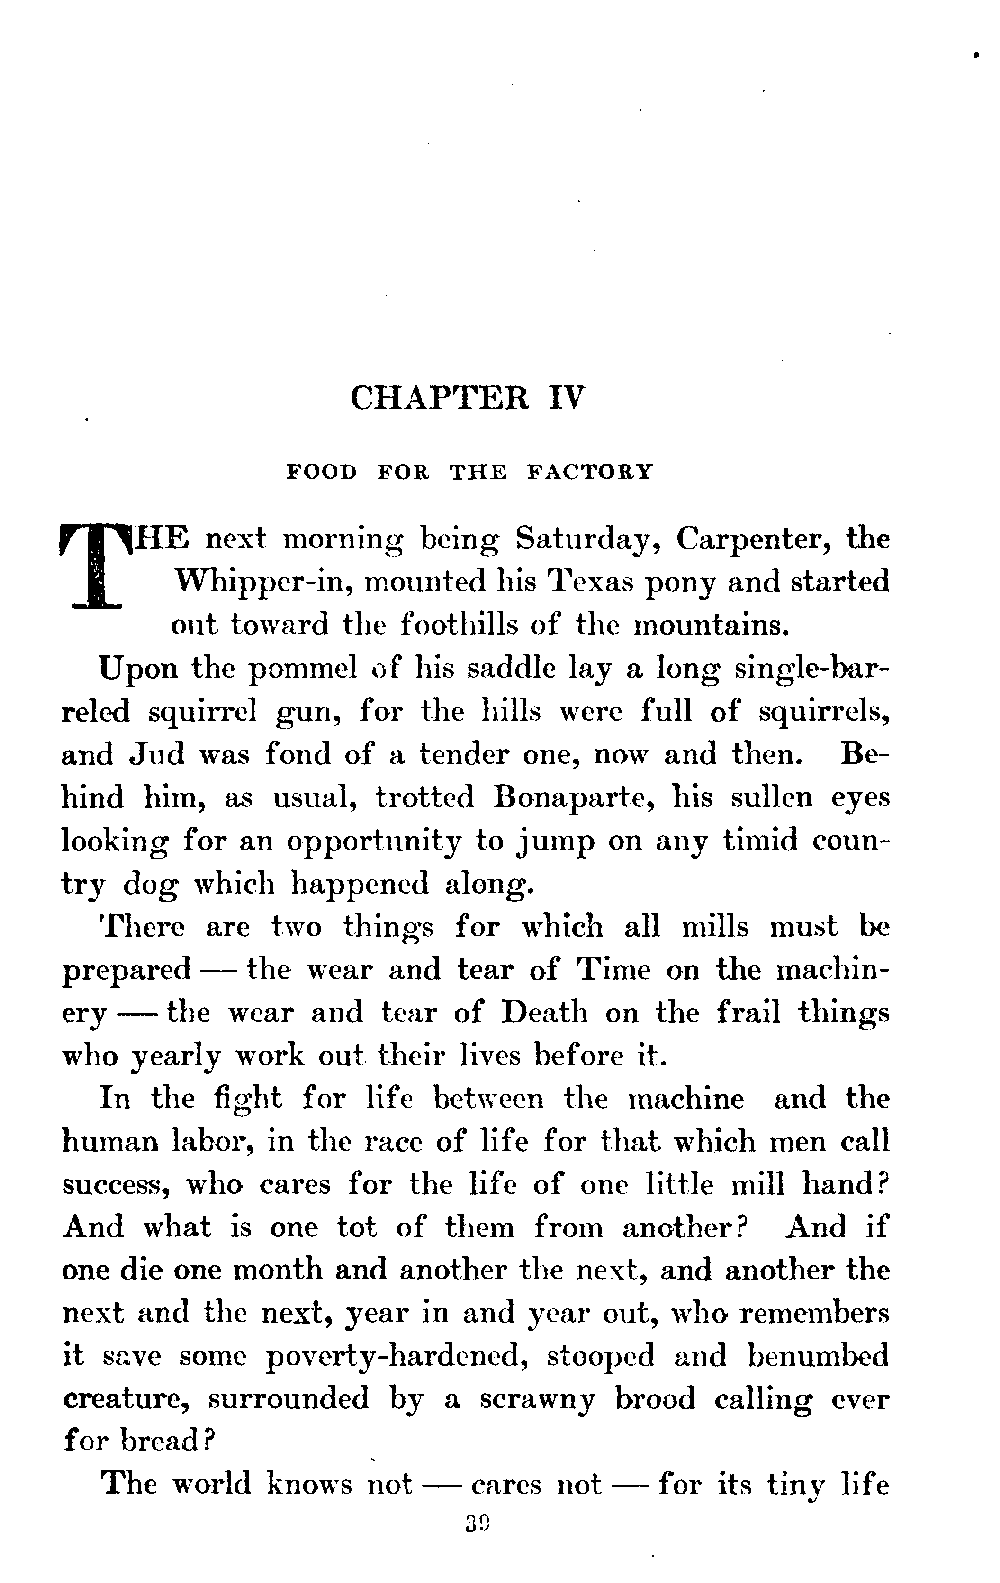 CHAPTER IV
FOOD FOR THE FACTORY
THE next morning being Saturday, Carpenter, the
Whipper-in, mounted his Texas pony and started
out toward the foothills of the mountains.
Upon the pommel of his saddle lay a long single-bar-
reled squirrel gun, for the hills were full of squirrels,
and Jud was fond of a tender one, now and then. Be-
hind him, as usual, trotted Bonaparte, his sullen eyes
looking for an opportunity to jump on any timid coun-
try dog which happened along.
There are two things for which all mills must be
prepared — the wear and tear of Time on the machin-
ery — the wear and tear of Death on the frail things
who yearly work out their lives before it.
In the fight for life between the machine and the
human labor, in the race of life for that which men call
success, who cares for the life of one little mill hand?
And what is one tot of them from another? And if
one die one month and another the next, and another the
next and the next, year in and year out, who remembers
it save some poverty-hardened, stooped and benumbed
creature, surrounded by a scrawny brood calling ever
for bread?
The world knows not — cares not — for its tiny life
39